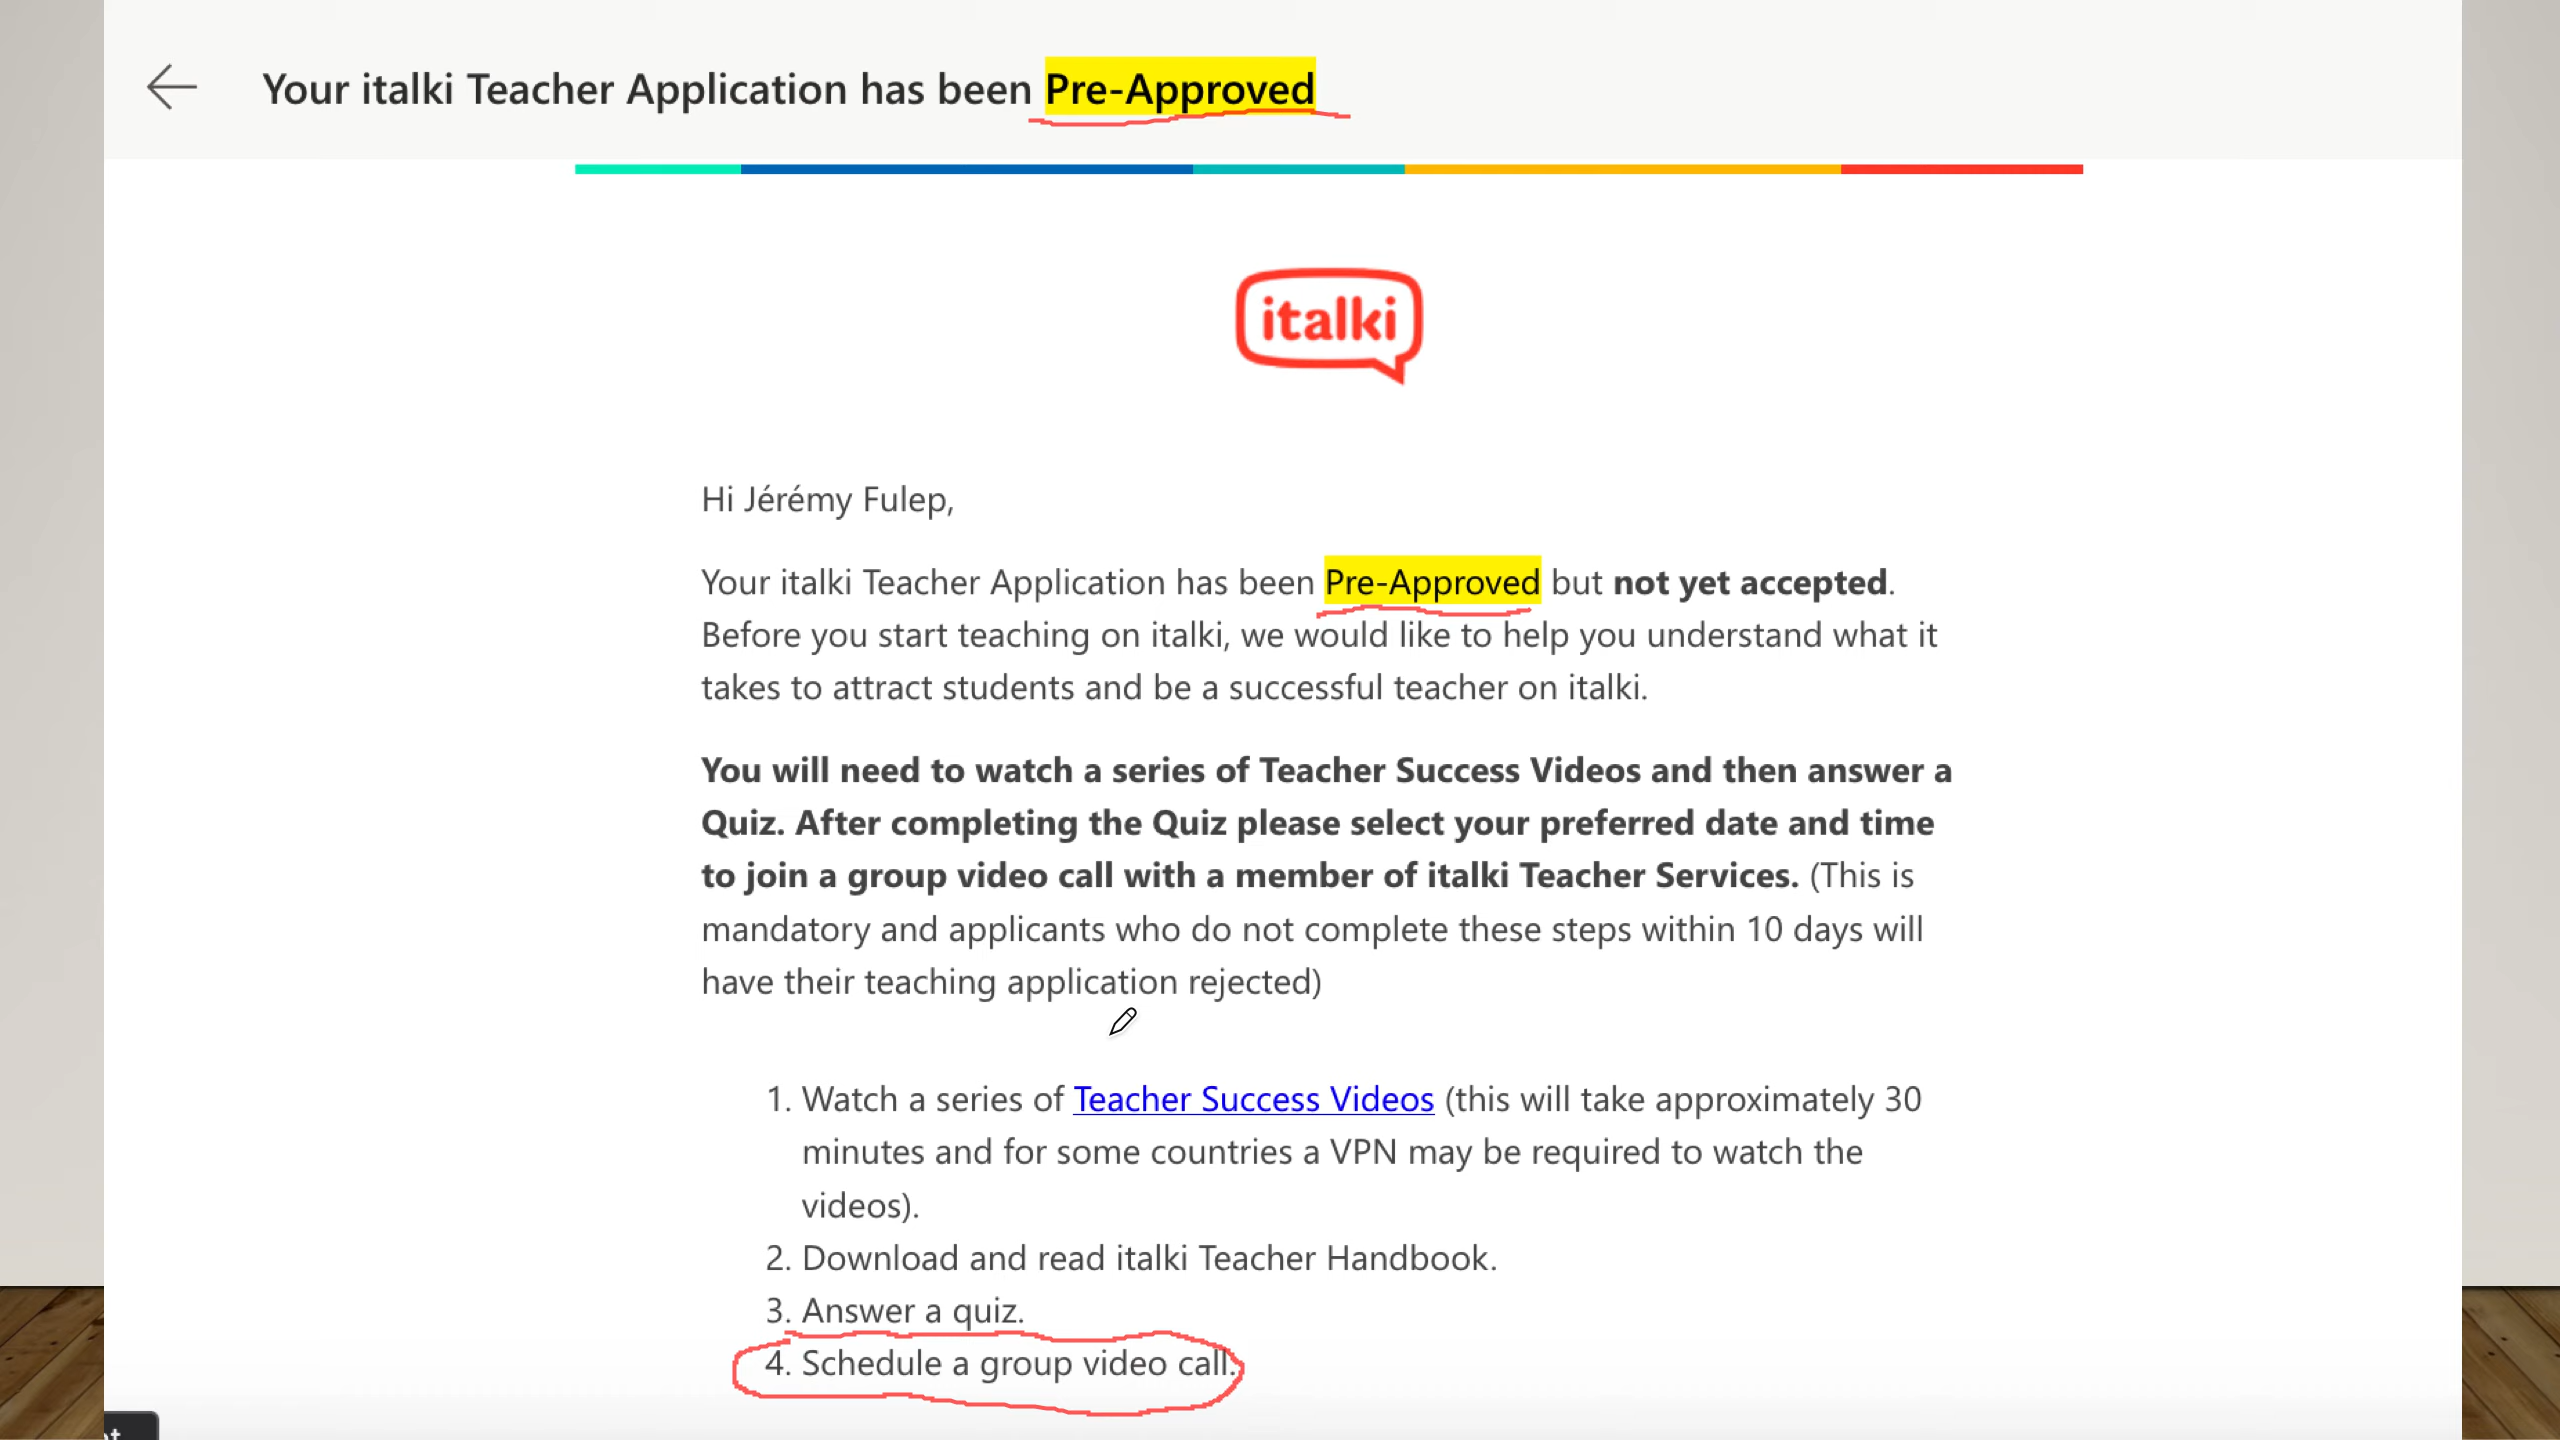 Your italki Teacher Application has been Pre-Approved
italki
Hi Jérémy Fulep,
Your italki Teacher Application has been Pre-Approved but not yet accepted.
Before you start teaching on italki, we would like to help you understand what it
takes to attract students and be a successful teacher on italki.
You will need to watch a series of Teacher Success Videos and then answer a
Quiz. After completing the Quiz please select your preferred date and time
to join a group video call with a member of italki Teacher Services. (This is
mandatory and applicants who do not complete these steps within 10 days will
have their teaching application rejected)
1. Watch a series of Teacher Success Videos (this will take approximately 30
minutes and for some countries a VPN may be required to watch the
videos).
2. Download and read italki Teacher Handbook.
3. Answer a quiz.
4. Schedule a group video call.